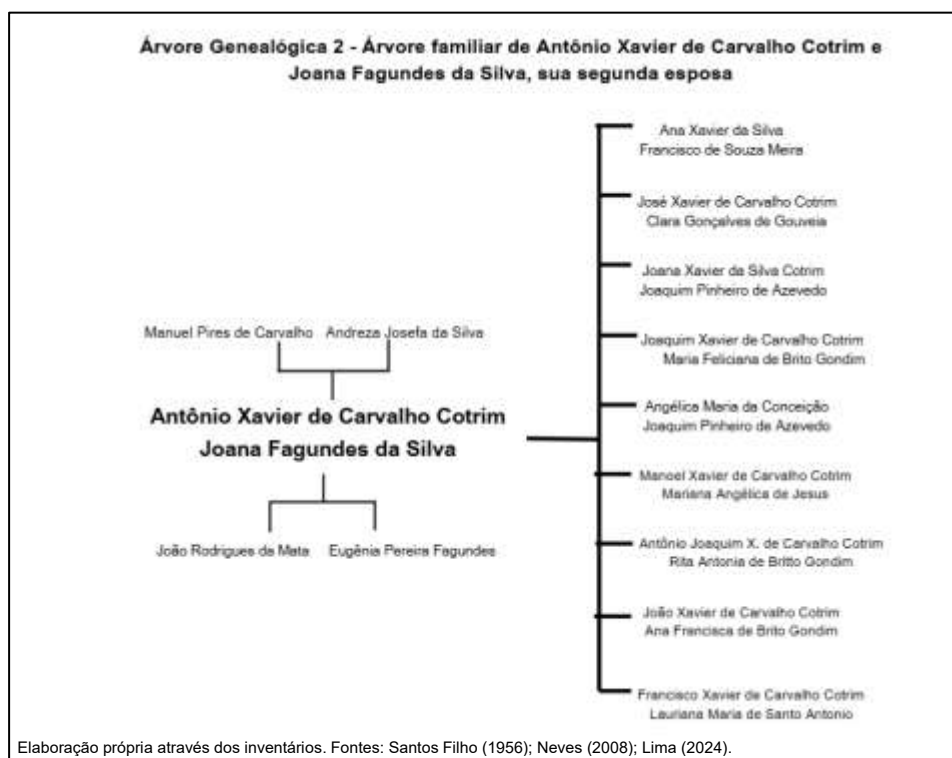 Árvore Genealógica 2 - Árvore familiar de Antônio Xavier de Carvalho Cotrim e
Joana Fagundes da Silva, sua segunda esposa
Manuel Pires de Carvalho Andreza Josefa da Silva
Antônio Xavier de Carvalho Cotrim
Joana Fagundes da Silva
João Rodrigues da Mata Eugênia Pereira Fagundes
Ana Xavier da Silva
Francisco de Souza Meira
José Xavier de Carvalho Cotrim
Clara Gonçalves de Gouveia
Joana Xavier da Silva Cotrim
Joaquim Pinheiro de Azevedo
Joaquim Xavier de Carvalho Cotrim
Maria Feliciana de Brito Gondim
Angélica Maria da Conceição
Joaquim Pinheiro de Azevedo
Manoel Xavier de Carvalho Cotrim
Mariana Angélica de Jesus
Antônio Joaquim X. de Carvalho Cotrim
Rita Antonia de Britto Gondim
João Xavier de Carvalho Cotrim
Ana Francisca de Brito Gondim
Francisco Xavier de Carvalho Cotrim
Lauriana Maria de Santo Antonio
Elaboração própria através dos inventários. Fontes: Santos Filho (1956); Neves (2008); Lima (2024).